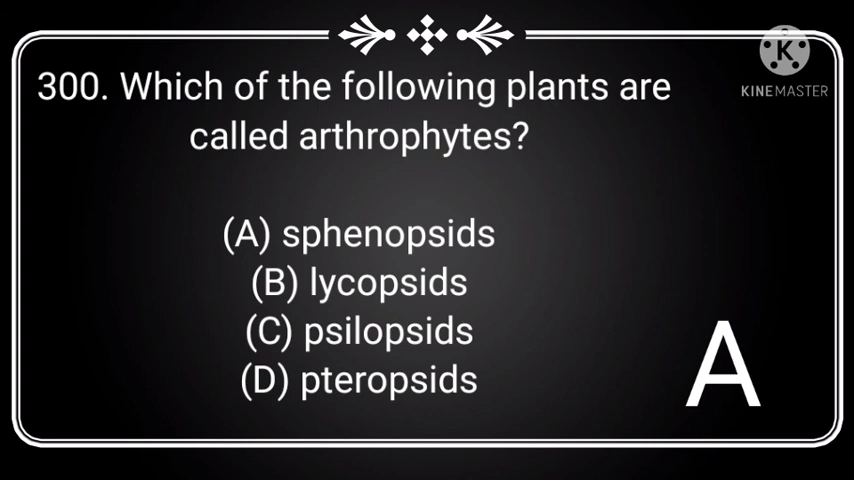 300. Which of the following plants are
called arthrophytes?
(A) sphenopsids
(B) lycopsids
(C) psilopsids
(D) pteropsids
A
K
KINEMASTER